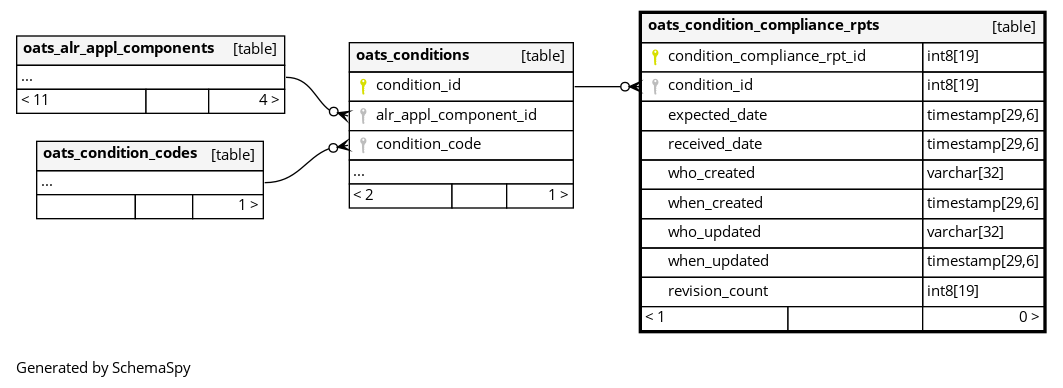 oats_alr_appl_components [table]
...
< 11 4 >
oats_condition_codes [table]
...
1 >
oats_conditions [table]
condition_id
alr_appl_component_id
condition_code
...
< 2 1 >
oats_condition_compliance_rpts [table]
condition_compliance_rpt_id int8[19]
condition_id int8[19]
expected_date timestamp[29,6]
received_date timestamp[29,6]
who_created varchar[32]
when_created timestamp[29,6]
who_updated varchar[32]
when_updated timestamp[29,6]
revision_count int8[19]
< 1 0 >
Generated by SchemaSpy